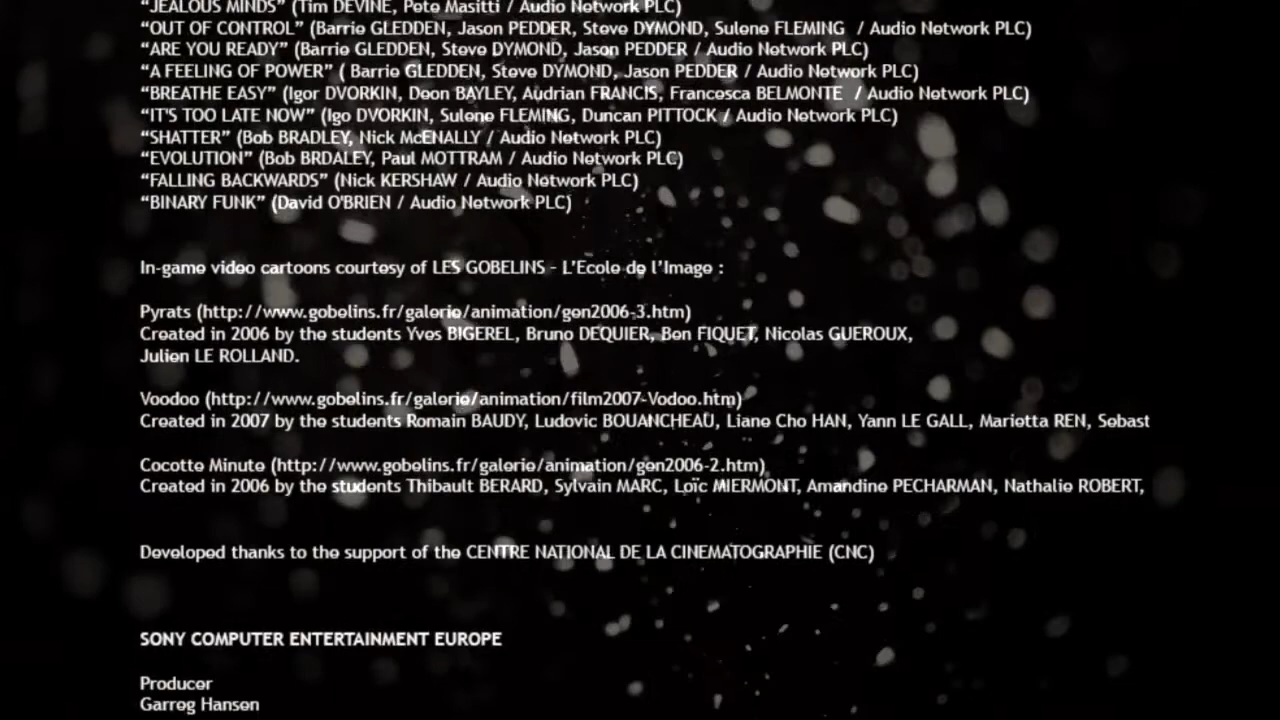 “JEALOUS MINDS” (Tim DEVINE, Pete Masitti / Audio Network PLC)
“OUT OF CONTROL” (Barrie GLEDDEN, Jason PEDDER, Steve DYMOND, Sulene FLEMING  / Audio Network PLC)
“ARE YOU READY” (Barrie GLEDDEN, Steve DYMOND, Jason PEDDER / Audio Network PLC)
“A FEELING OF POWER” ( Barrie GLEDDEN, Steve DYMOND, Jason PEDDER / Audio Network PLC)
“BREATHE EASY” (Igor DVORKIN, Deon BAYLEY, Audrian FRANCIS, Francesca BELMONTE  / Audio Network PLC)
“IT'S TOO LATE NOW” (Igo DVORKIN, Sulene FLEMING, Duncan PITTOCK / Audio Network PLC)
“SHATTER” (Bob BRADLEY, Nick McENALLY / Audio Network PLC)
“EVOLUTION” (Bob BRDALEY, Paul MOTTRAM / Audio Network PLC)
“FALLING BACKWARDS” (Nick KERSHAW / Audio Network PLC)
“BINARY FUNK” (David O'BRIEN / Audio Network PLC)
In-game video cartoons courtesy of LES GOBELINS - L’Ecole de l’Image :
Pyrats (http://www.gobelins.fr/galerie/animation/gen2006-3.htm)
Created in 2006 by the students Yves BIGEREL, Bruno DEQUIER, Ben FIQUET, Nicolas GUEROUX,
Julien LE ROLLAND.
Voodoo (http://www.gobelins.fr/galerie/animation/film2007-Vodoo.htm)
Created in 2007 by the students Romain BAUDY, Ludovic BOUANCHEAU, Liane Cho HAN, Yann LE GALL, Marietta REN, Sebast
Cocotte Minute (http://www.gobelins.fr/galerie/animation/gen2006-2.htm)
Created in 2006 by the students Thibault BERARD, Sylvain MARC, Loïc MIERMONT, Amandine PECHARMAN, Nathalie ROBERT,
Developed thanks to the support of the CENTRE NATIONAL DE LA CINEMATOGRAPHIE (CNC)
SONY COMPUTER ENTERTAINMENT EUROPE
Producer
Garreg Hansen